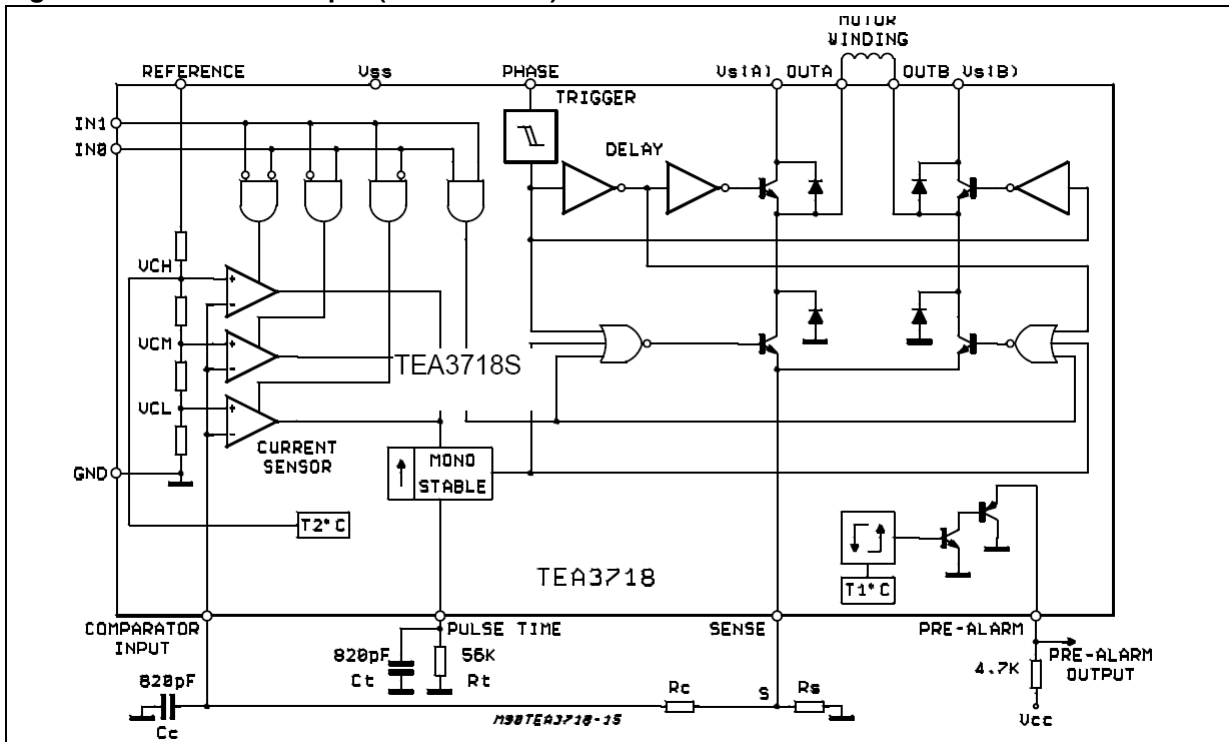 MOTOR
WINDING
REFERENCE Vss PHASE Vs(A) OUTA OUTB Vs(B)
TRIGGER
IN1
IN0
DELAY
VCH
VCM
TEA3718S
VCL
CURRENT
SENSOR
MONO
STABLE
GND
T2°C
T1°C
TEA3718
COMPARATOR
INPUT
PULSE TIME
SENSE
PRE-ALARM
820pF
Ct
56K
Rt
4.7K
PRE-ALARM
OUTPUT
820pF
Cc
Rc
S
Rs
Vcc
M90TEA3718-15